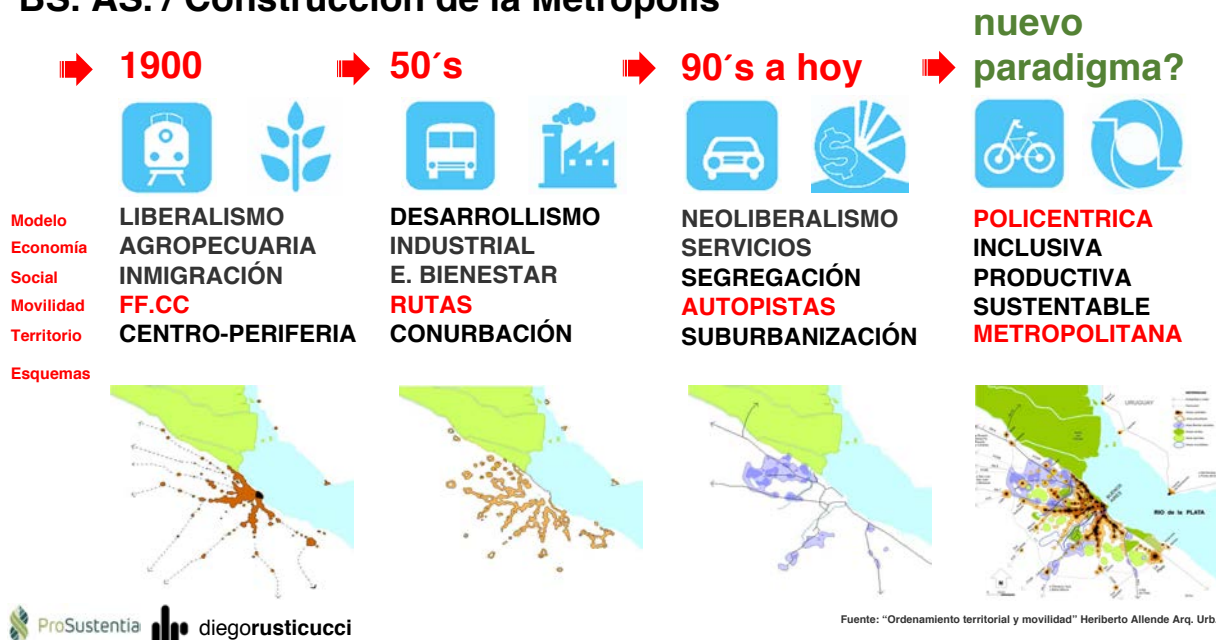 BS. AS. / Construcción de la Metrópolis
nuevo
paradigma?
1900
50´s
90´s a hoy
Modelo
LIBERALISMO
DESARROLLISMO
NEOLIBERALISMO
POLICENTRICA
Economía
AGROPECUARIA
INDUSTRIAL
SERVICIOS
INCLUSIVA
Social
INMIGRACIÓN
E. BIENESTAR
SEGREGACIÓN
PRODUCTIVA
Movilidad
FF.CC
RUTAS
AUTOPISTAS
SUSTENTABLE
Territorio
CENTRO-PERIFERIA
CONURBACIÓN
SUBURBANIZACIÓN
METROPOLITANA
Esquemas
URUGUAY
BUENOS
AIRES
RIO de la PLATA
N
ProSustentia
diegorusticucci
Fuente: “Ordenamiento territorial y movilidad” Heriberto Allende Arq. Urb.